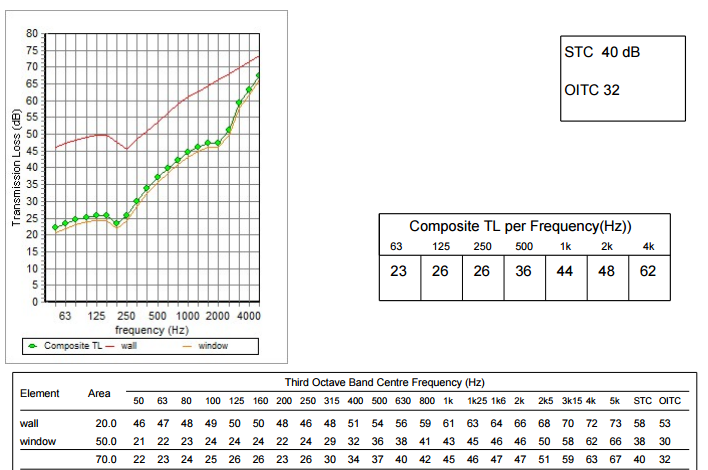 80
75
70
65
60
55
50
45
40
35
30
25
20
15
10
5
0
Transmission Loss (dB)
63 125 250 500 1000 2000 4000
frequency (Hz)
Composite TL wall window
STC 40 dB
OITC 32
Composite TL per Frequency(Hz))
63 125 250 500 1k 2k 4k
23 26 26 36 44 48 62
Third Octave Band Centre Frequency (Hz)
Element Area 50 63 80 100 125 160 200 250 315 400 500 630 800 1k 1k25 1k6 2k 2k5 3k15 4k 5k STC OITC
wall 20.0 46 47 48 49 50 50 48 46 48 51 54 56 59 61 63 64 66 68 70 72 73 58 53
window 50.0 21 22 23 24 24 24 22 24 29 32 36 38 41 43 45 46 46 50 58 62 66 38 30
70.0 22 23 24 25 26 26 23 26 30 34 37 40 42 45 46 47 47 51 59 63 67 40 32